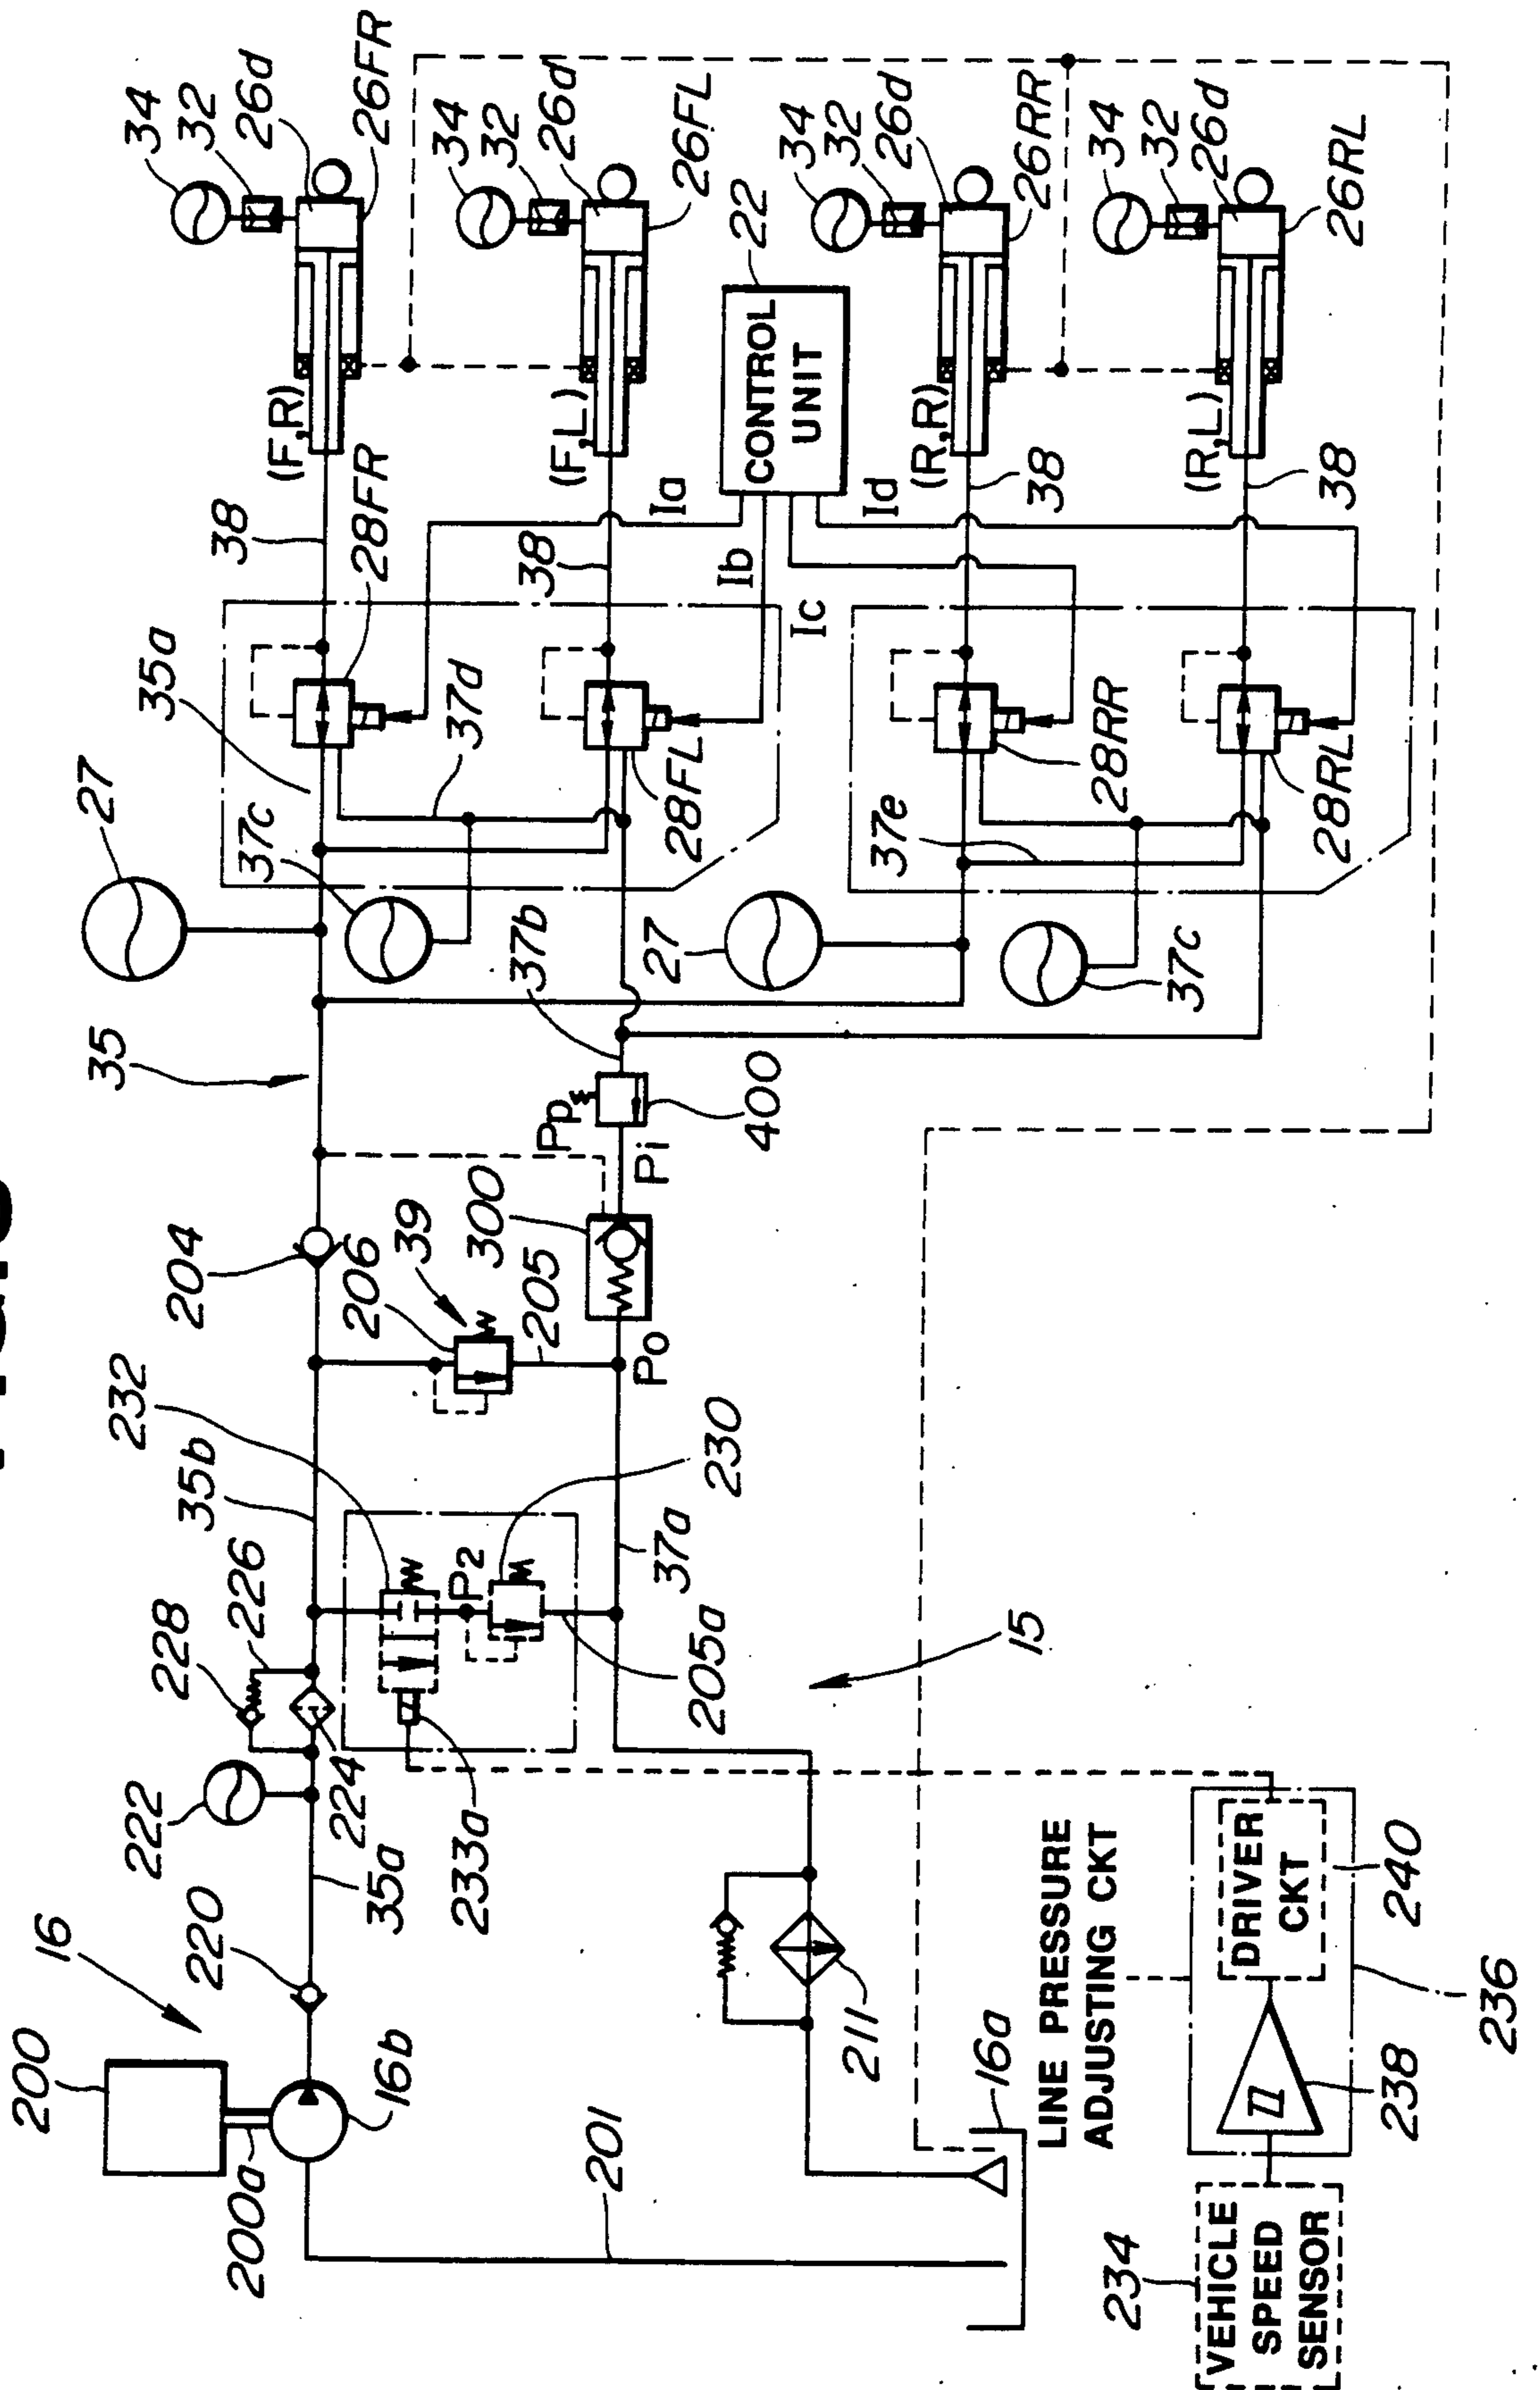 34
32
26d
26FR
34
32
26d
26FL
34
32
26d
26RR
34
32
26d
26RL
(F,R)
(F,L)
(R,R)
(R,L)
22
CONTROL
UNIT
38
38
38
38
Ia
Ib
Ic
Id
28FR
28FL
28RR
28RL
35a
37d
37e
27
37c
27
37c
37b
35
400
Pp
Pi
Po
300
204
206
39
205
232
35b
230
P2
37a
205a
226
228
222
224
35a
233a
15
16
220
200
200a
16b
201
211
16a
LINE PRESSURE
ADJUSTING CKT
DRIVER
CKT
240
236
238
234
VEHICLE
SPEED
SENSOR